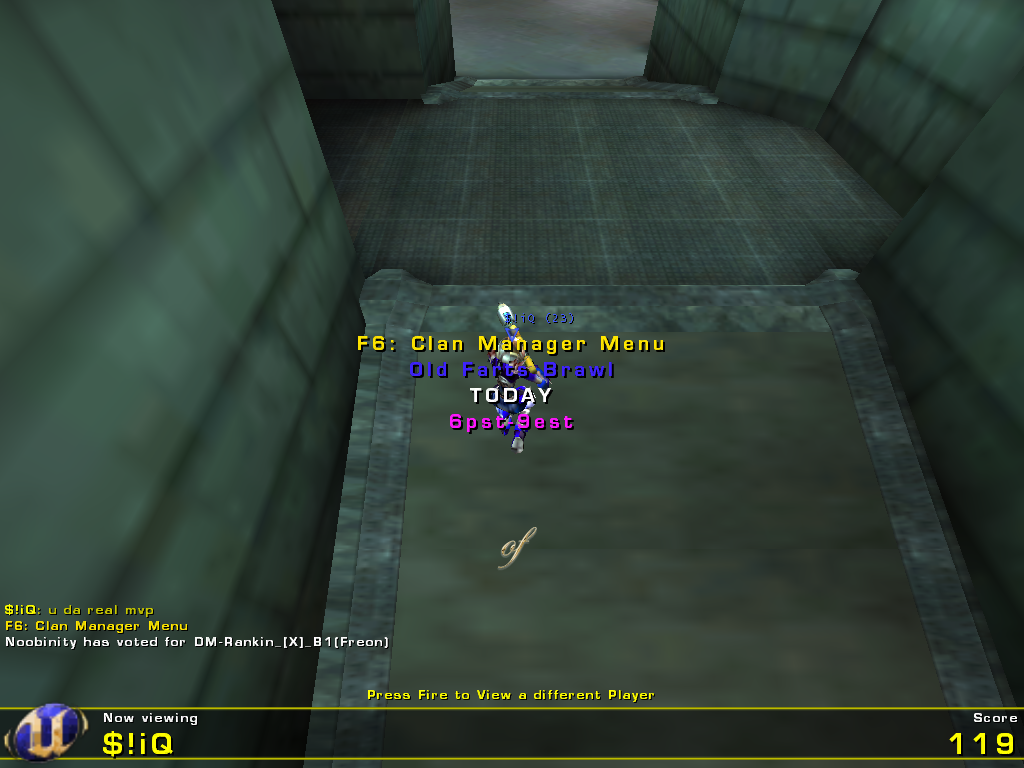 $!iQ (23)
F6: Clan Manager Menu
Old Farts Brawl
TODAY
6pst-9est
of
$!iQ: u da real mvp
F6: Clan Manager Menu
Noobinity has voted for DM-Rankin_[X]_B1(Freon)
Press Fire to View a different Player
Now viewing
$!iQ
Score
119